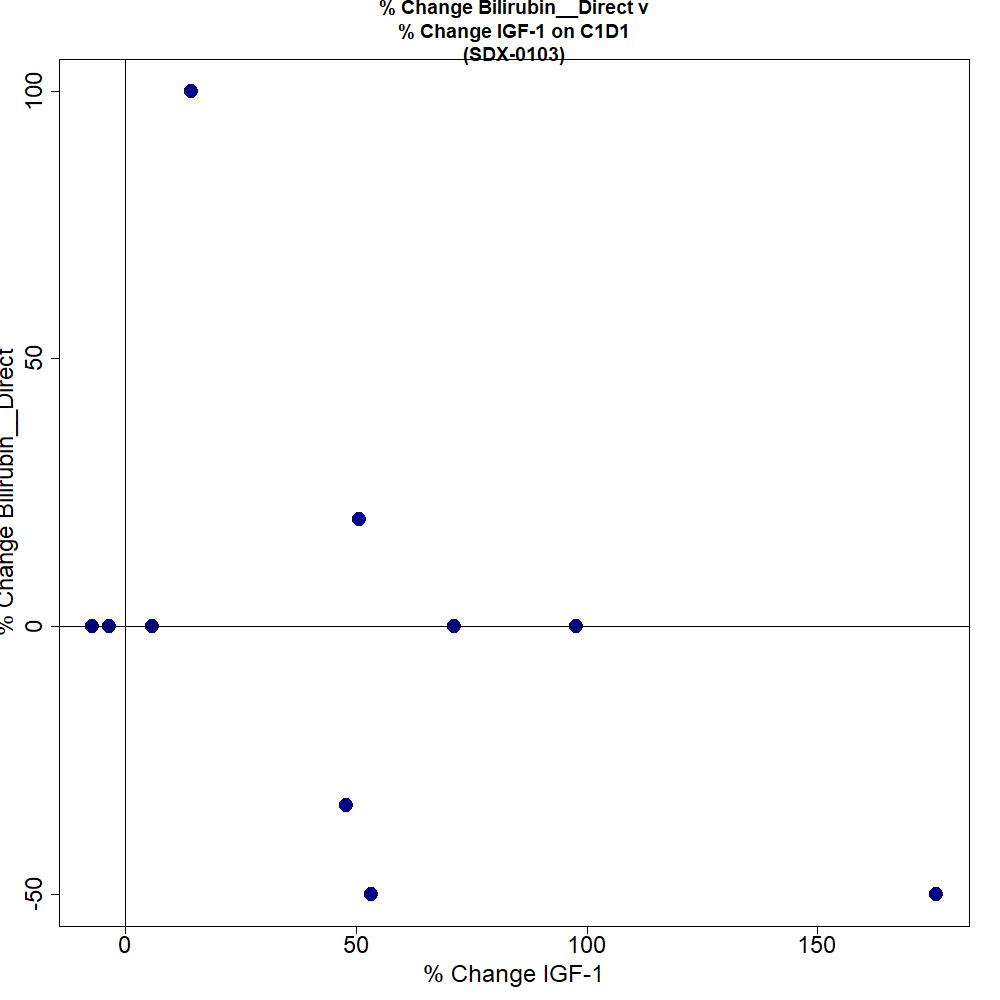 % Change Bilirubin__Direct v
% Change IGF-1 on C1D1
(SDX-0103)
% Change Bilirubin__Direct
100
50
0
-50
0
50
100
150
% Change IGF-1